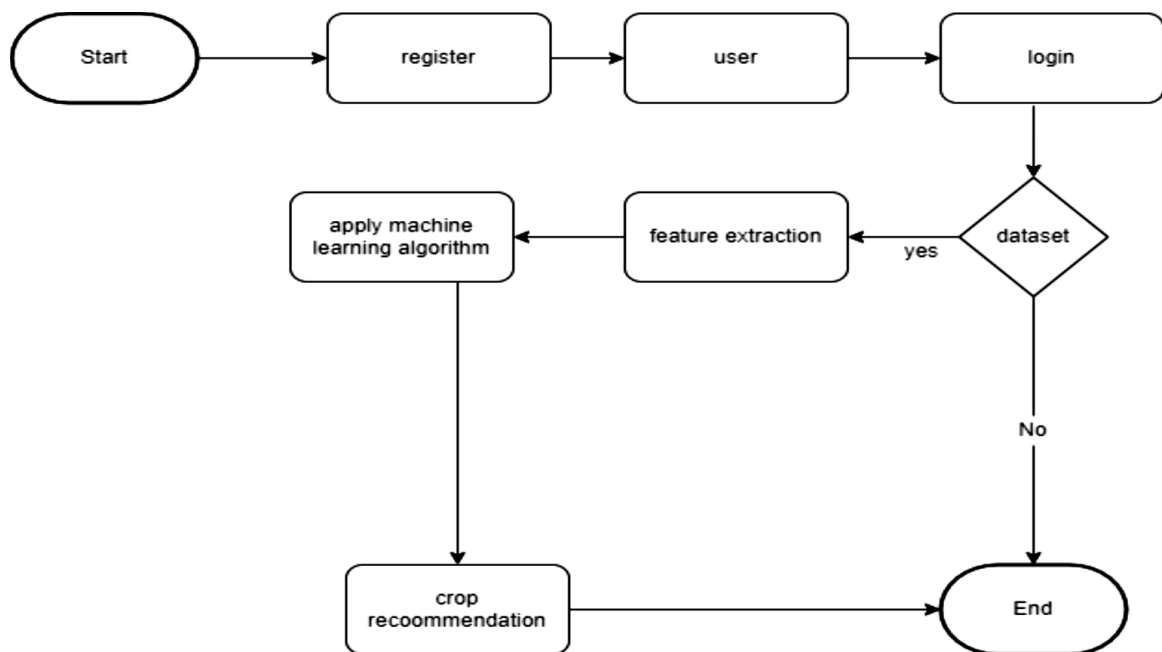 Start
register
user
login
dataset
yes
feature extraction
apply machine
learning algorithm
No
crop
recoommendation
End